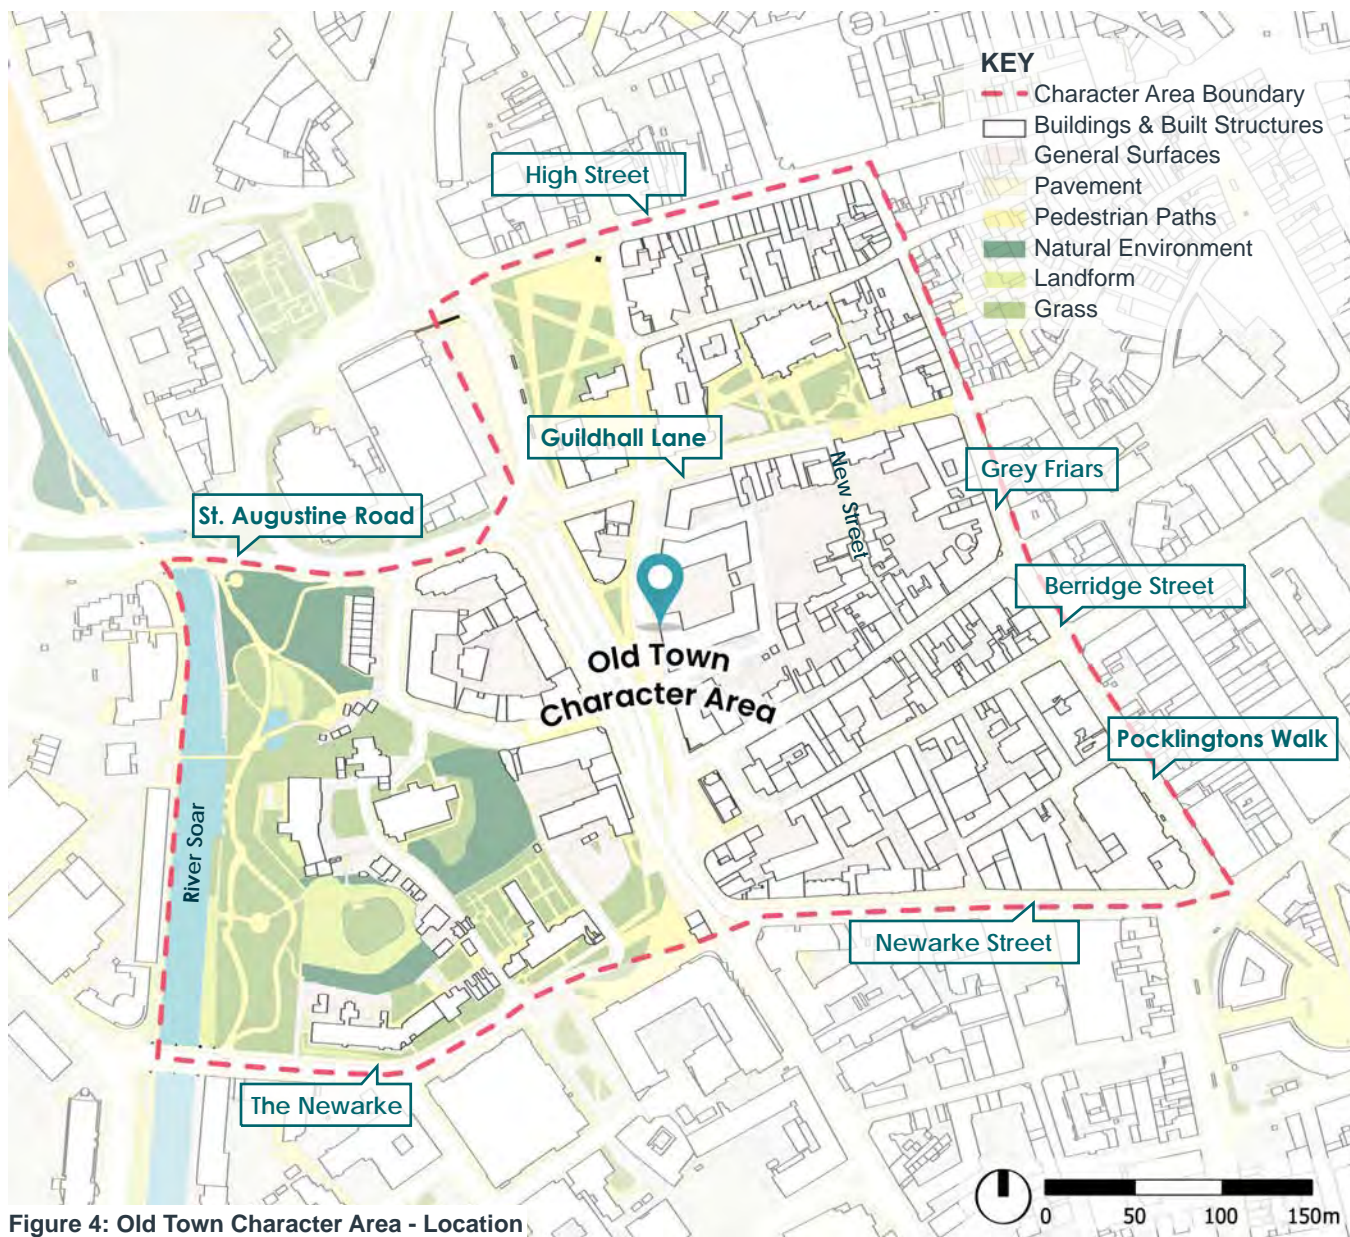 KEY
Character Area Boundary
Buildings & Built Structures
General Surfaces
Pavement
Pedestrian Paths
Natural Environment
Landform
Grass
High Street
Guildhall Lane
New Street
Grey Friars
St. Augustine Road
Berridge Street
Old Town
Character Area
Pocklingtons Walk
River Soar
Newarke Street
The Newarke
0 50 100 150m
Figure 4: Old Town Character Area - Location